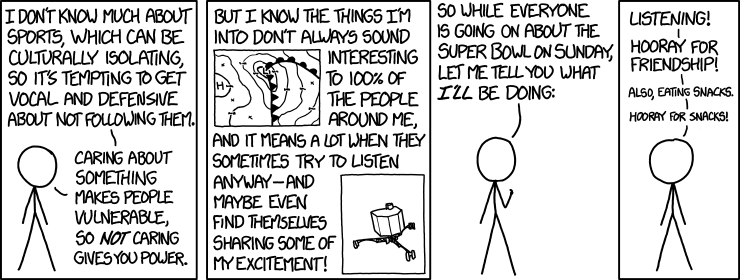 I DON'T KNOW MUCH ABOUT
SPORTS, WHICH CAN BE
CULTURALLY ISOLATING,
SO IT'S TEMPTING TO GET
VOCAL AND DEFENSIVE
ABOUT NOT FOLLOWING THEM.
CARING ABOUT
SOMETHING
MAKES PEOPLE
VULNERABLE,
SO NOT CARING
GIVES YOU POWER.
BUT I KNOW THE THINGS I'M
INTO DON'T ALWAYS SOUND
INTERESTING
TO 100% OF
THE PEOPLE
AROUND ME,
H
AND IT MEANS A LOT WHEN THEY
SOMETIMES TRY TO LISTEN
ANYWAY—AND
MAYBE EVEN
FIND THEMSELVES
SHARING SOME OF
MY EXCITEMENT!
SO WHILE EVERYONE
IS GOING ON ABOUT THE
SUPER BOWL ON SUNDAY,
LET ME TELL YOU WHAT
I'LL BE DOING:
LISTENING!
HOORAY FOR
FRIENDSHIP!
ALSO, EATING SNACKS.
HOORAY FOR SNACKS!